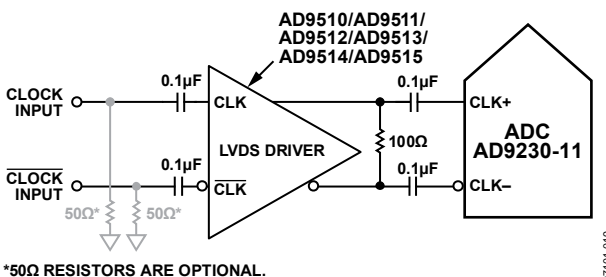 AD9510/AD9511/
AD9512/AD9513/
AD9514/AD9515
CLOCK
INPUT
0.1µF
CLK
0.1µF
CLK+
ADC
AD9230-11
LVDS DRIVER
100Ω
CLOCK
INPUT
0.1µF
CLK
0.1µF
CLK–
50Ω*
50Ω*
*50Ω RESISTORS ARE OPTIONAL.